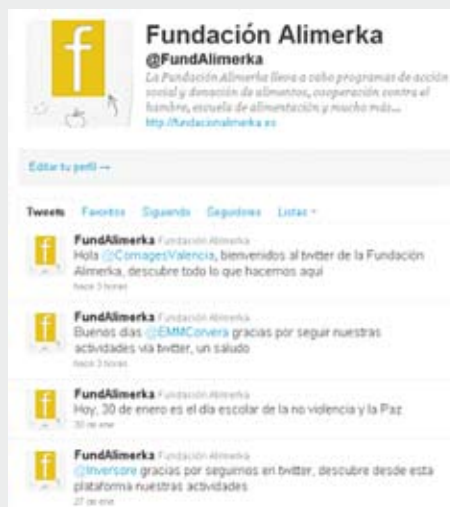 f
Fundación Alimerka
@FundAlimerka
La Fundación Alimerka lleva a cabo programas de acción
social y donación de alimentos, cooperación contra el
hambre, escuela de alimentación y mucho más...
http://fundacionalimerka.es
Editar tu perfil →
Tweets Favoritos Siguiendo Seguidores Listas
f
FundAlimerka Fundación Alimerka
Hola @ComagesValencia, bienvenidos al twitter de la Fundación
Alimerka, descubre todo lo que hacemos aquí
hace 3 horas
f
FundAlimerka Fundación Alimerka
Buenos días @EMMCorvera gracias por seguir nuestras
actividades vía twitter, un saludo
hace 3 horas
f
FundAlimerka Fundación Alimerka
Hoy, 30 de enero es el día escolar de la no violencia y la Paz
30 de ene
f
FundAlimerka Fundación Alimerka
@Inversore gracias por seguirnos en twitter, descubre desde esta
plataforma nuestras actividades
27 de ene